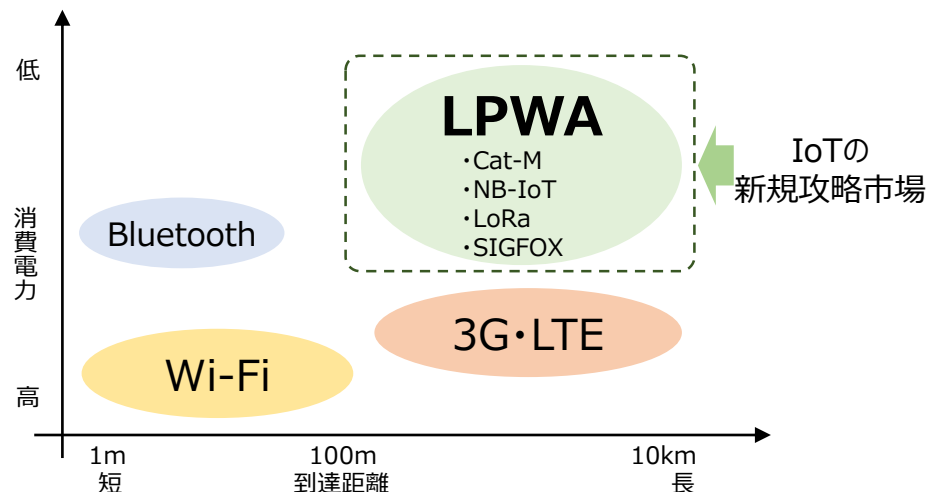 低
消費電力
高
LPWA
・Cat-M
・NB-IoT
・LoRa
・SIGFOX
IoTの
新規攻略市場
Bluetooth
3G・LTE
Wi-Fi
1m
短
100m
到達距離
10km
長